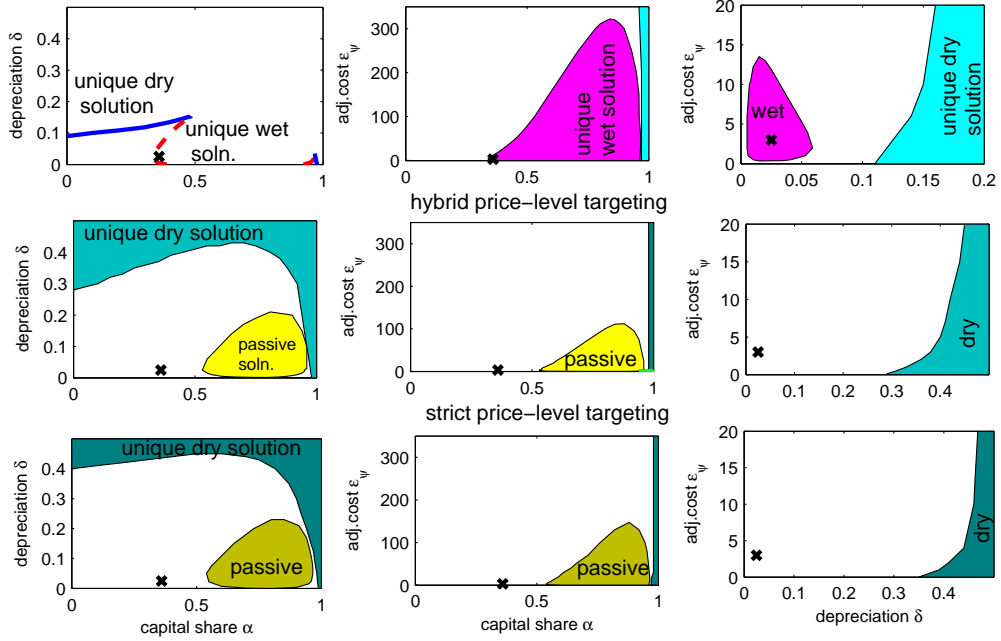 depreciation δ
0.5
0.4
0.3
0.2
0.1
0
0
0.5
1
unique dry
solution
unique wet
soln.
adj.cost ε_ψ
300
200
100
0
0
0.5
1
unique
wet solution
adj.cost ε_ψ
20
15
10
5
0
0
0.05
0.1
0.15
0.2
wet
unique dry
solution
hybrid price−level targeting
depreciation δ
0.4
0.3
0.2
0.1
0
0
0.5
1
unique dry solution
passive
soln.
adj.cost ε_ψ
300
200
100
0
0
0.5
1
passive
adj.cost ε_ψ
20
15
10
5
0
0
0.1
0.2
0.3
0.4
dry
strict price−level targeting
depreciation δ
0.4
0.3
0.2
0.1
0
0
0.5
1
unique dry solution
passive
capital share α
adj.cost ε_ψ
300
200
100
0
0
0.5
1
passive
capital share α
adj.cost ε_ψ
20
15
10
5
0
0
0.1
0.2
0.3
0.4
dry
depreciation δ